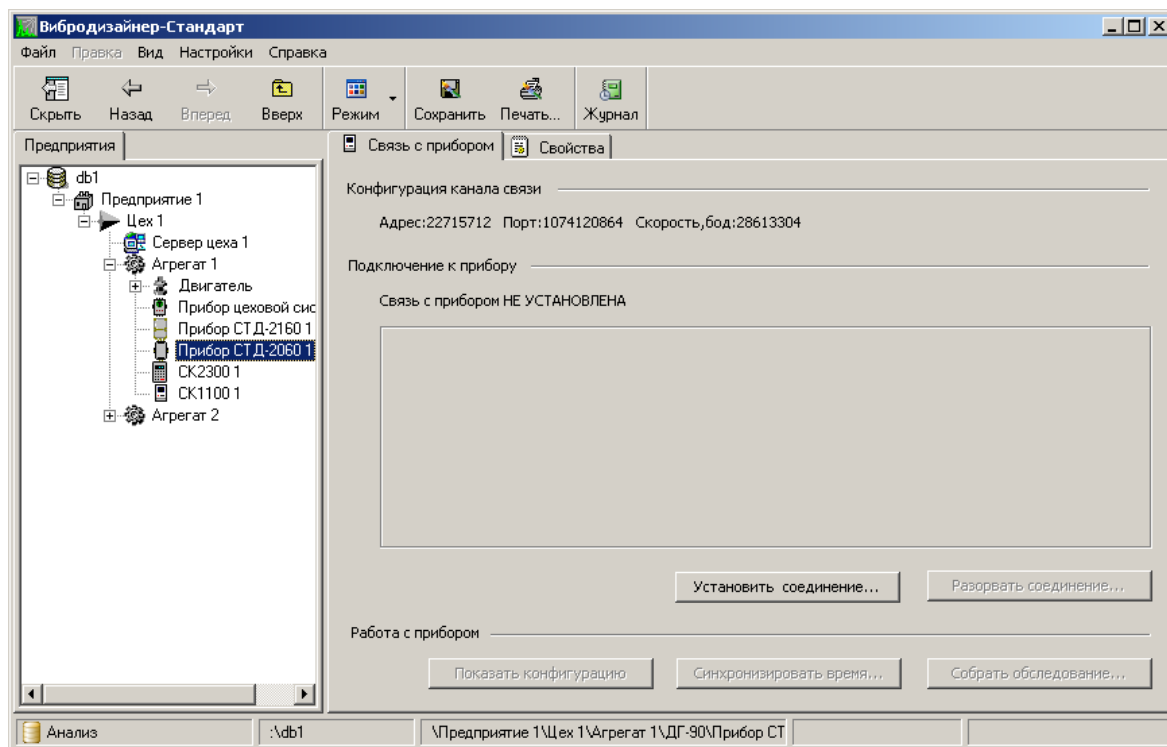 Вибродизайнер-Стандарт
Файл Правка Вид Настройки Справка
Скрыть Назад Вперед Вверх Режим Сохранить Печать... Журнал
Предприятия
Связь с прибором Свойства
db1
Предприятие 1
Цех 1
Сервер цеха 1
Агрегат 1
Двигатель
Прибор цеховой сис
Прибор СТД-2160 1
Прибор СТД-2060 1
СК2300 1
СК1100 1
Агрегат 2
Конфигурация канала связи
Адрес:22715712 Порт:1074120864 Скорость,бод:28613304
Подключение к прибору
Связь с прибором НЕ УСТАНОВЛЕНА
Установить соединение... Разорвать соединение...
Работа с прибором
Показать конфигурацию Синхронизировать время... Собрать обследование...
Анализ :\db1 \Предприятие 1\Цех 1\Агрегат 1\ДГ-90\Прибор СТ